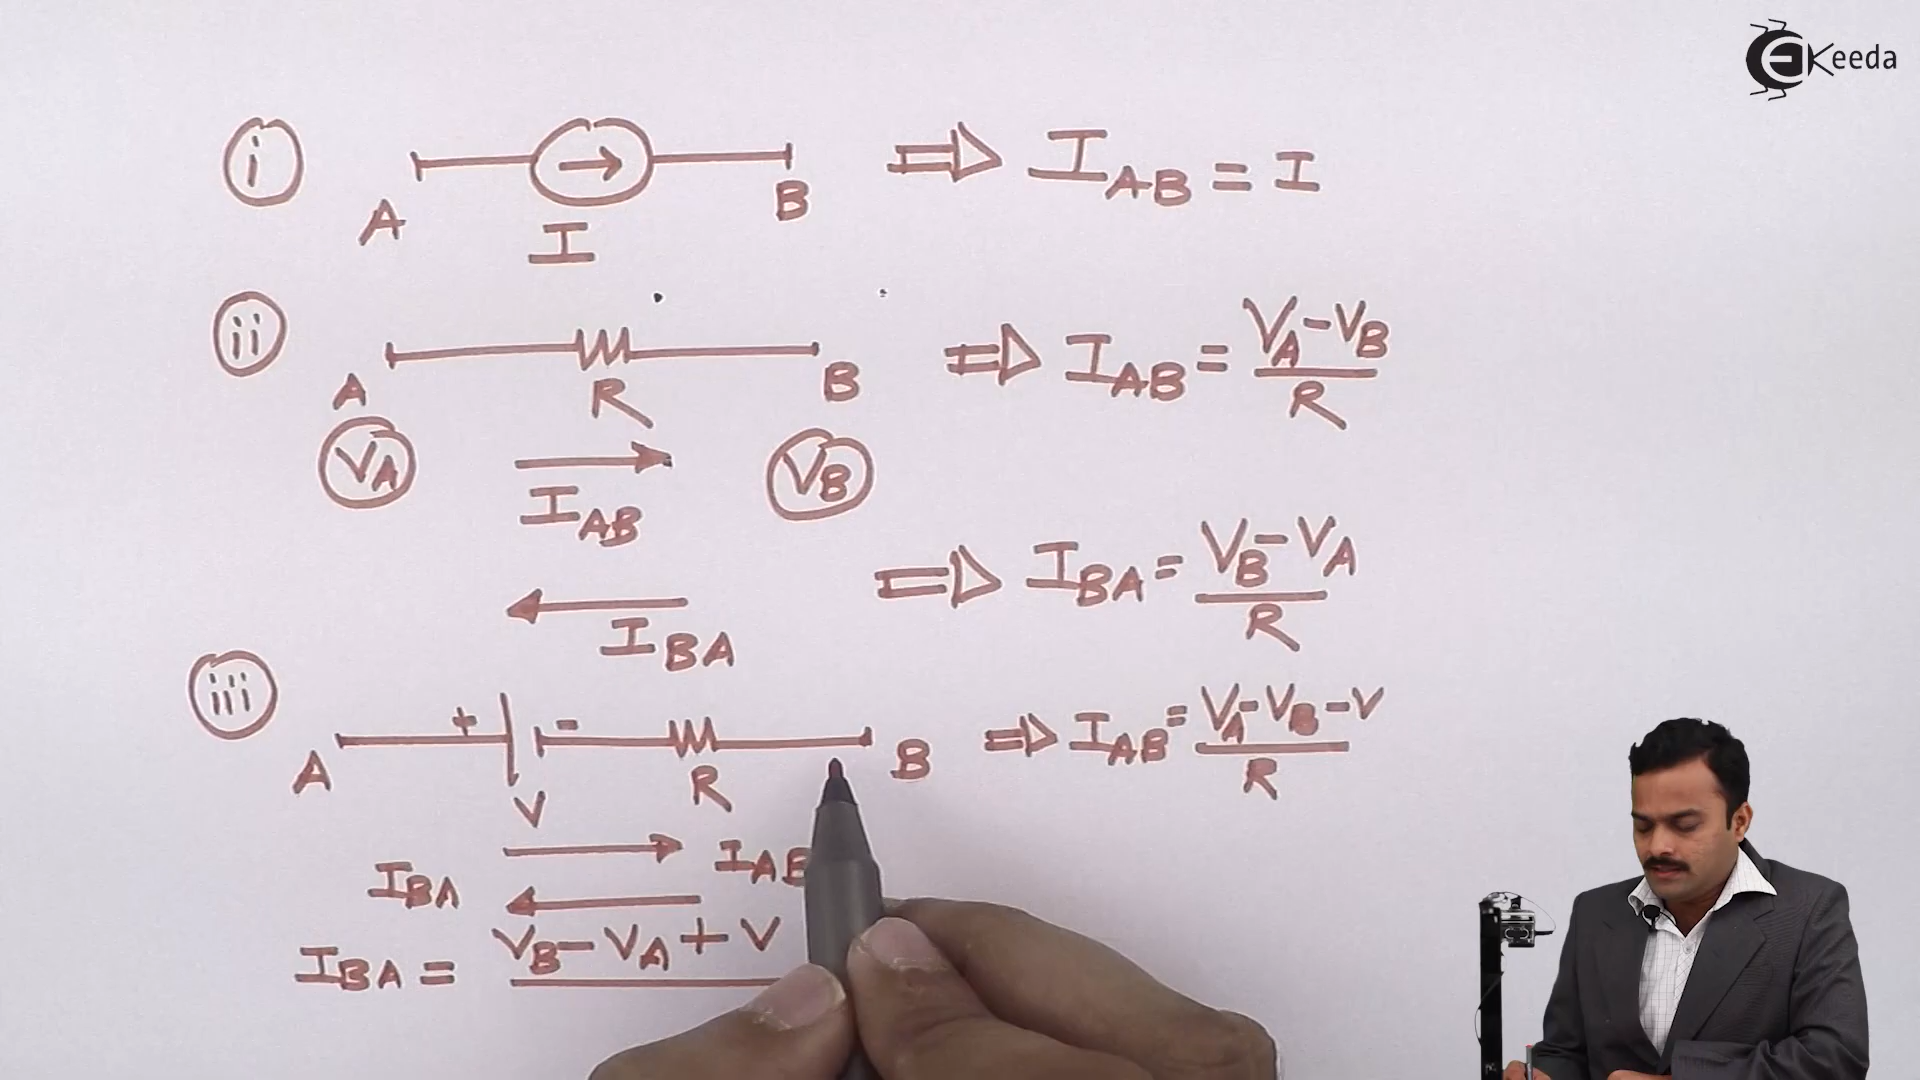 EKeeda
i
A I B ⇒ I_AB = I
ii
A R B ⇒ I_AB = (V_A - V_B)/R
V_A I_AB V_B
⇒ I_BA = (V_B - V_A)/R
I_BA
iii
A + - V R B ⇒ I_AB = (V_A - V_B - V)/R
I_BA I_AB
I_BA = V_B - V_A + V